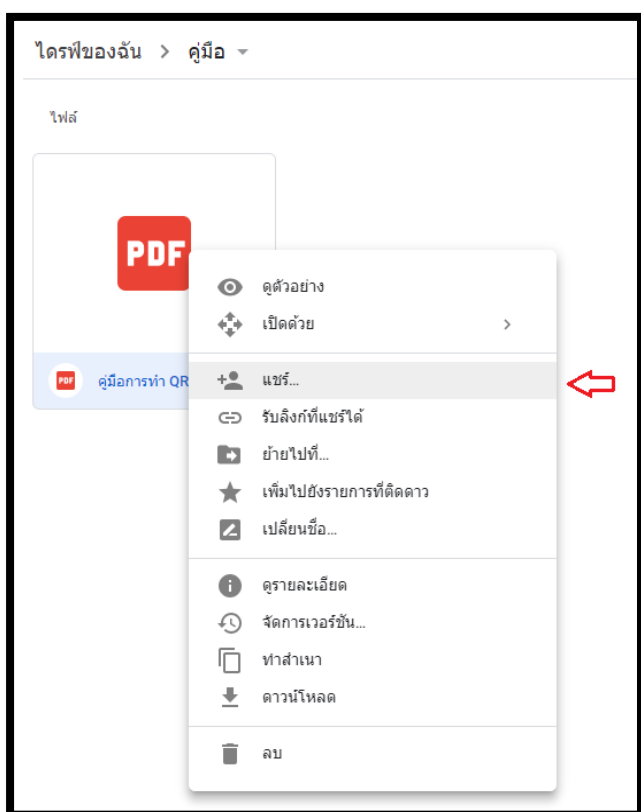 ไดรฟ์ของฉัน > คู่มือ
ไฟล์
PDF
PDF คู่มือการทำ QR
ดูตัวอย่าง
เปิดด้วย
แชร์...
รับลิงก์ที่แชร์ได้
ย้ายไปที่...
เพิ่มไปยังรายการที่ติดดาว
เปลี่ยนชื่อ...
ดูรายละเอียด
จัดการเวอร์ชัน...
ทำสำเนา
ดาวน์โหลด
ลบ